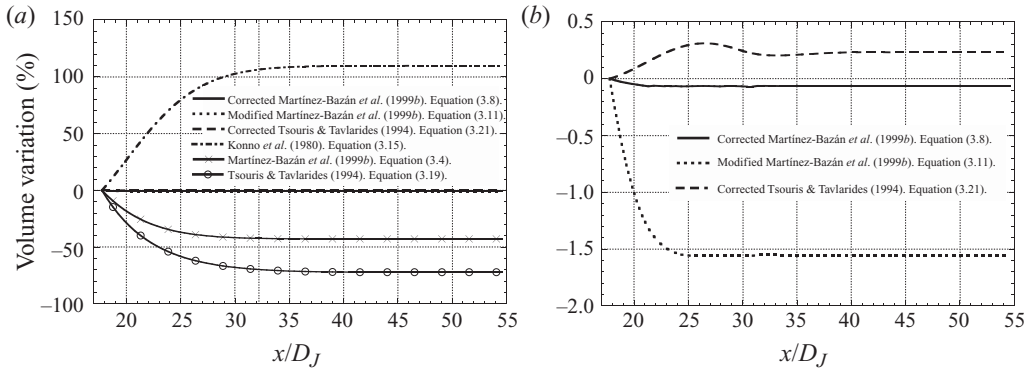 (a)
150
100
50
0
–50
–100
Volume variation (%)
Corrected Martínez-Bazán et al. (1999b). Equation (3.8).
Modified Martínez-Bazán et al. (1999b). Equation (3.11).
Corrected Tsouris & Tavlarides (1994). Equation (3.21).
Konno et al. (1980). Equation (3.15).
Martínez-Bazán et al. (1999b). Equation (3.4).
Tsouris & Tavlarides (1994). Equation (3.19).
20 25 30 35 40 45 50 55
x/D_J
(b)
0.5
0
–0.5
–1.0
–1.5
–2.0
Corrected Martínez-Bazán et al. (1999b). Equation (3.8).
Modified Martínez-Bazán et al. (1999b). Equation (3.11).
Corrected Tsouris & Tavlarides (1994). Equation (3.21).
20 25 30 35 40 45 50 55
x/D_J